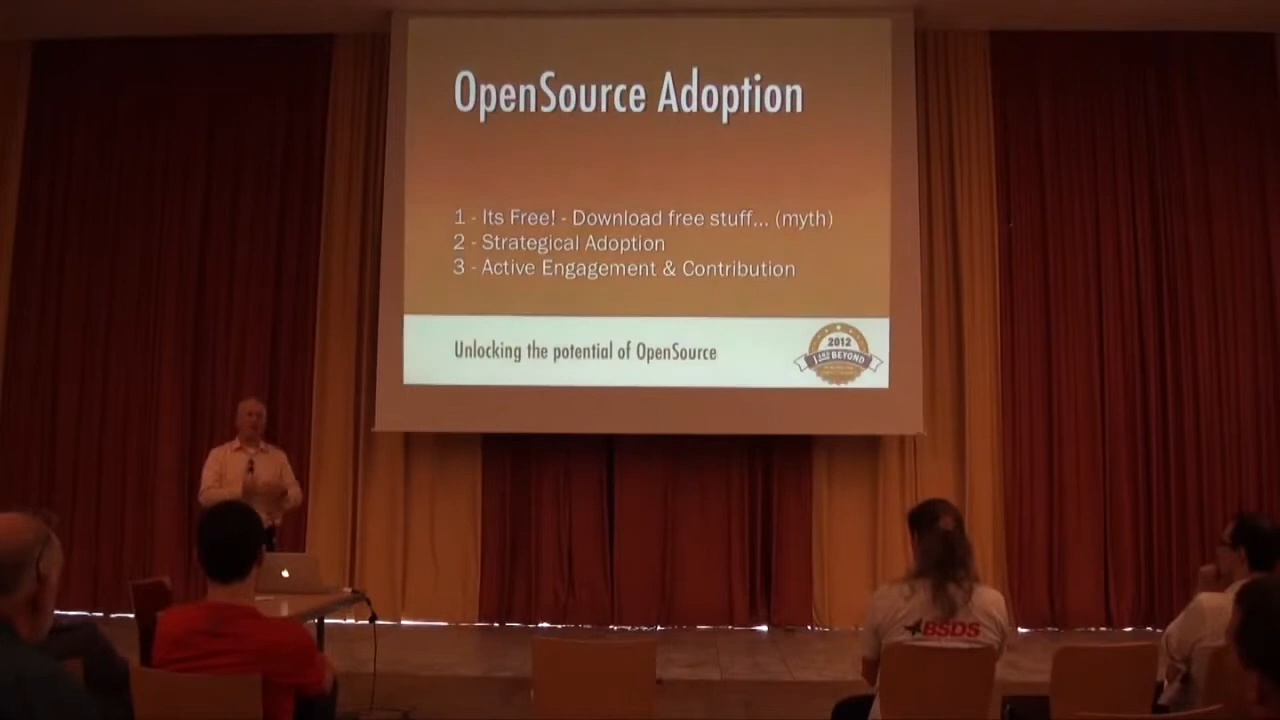 OpenSource Adoption
1 - Its Free! - Download free stuff... (myth)
2 - Strategical Adoption
3 - Active Engagement & Contribution
Unlocking the potential of OpenSource
2012
J AND BEYOND
BSDS